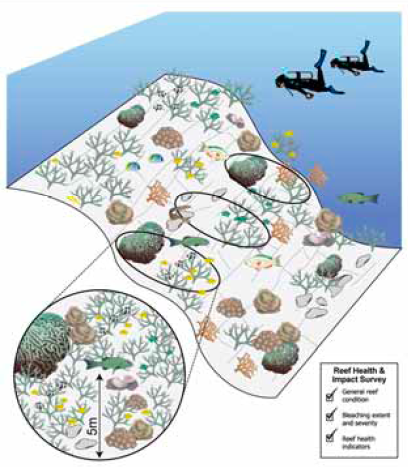 5m
Reef Health &
Impact Survey
General reef
condition
Bleaching extent
and severity
Reef health
indicators